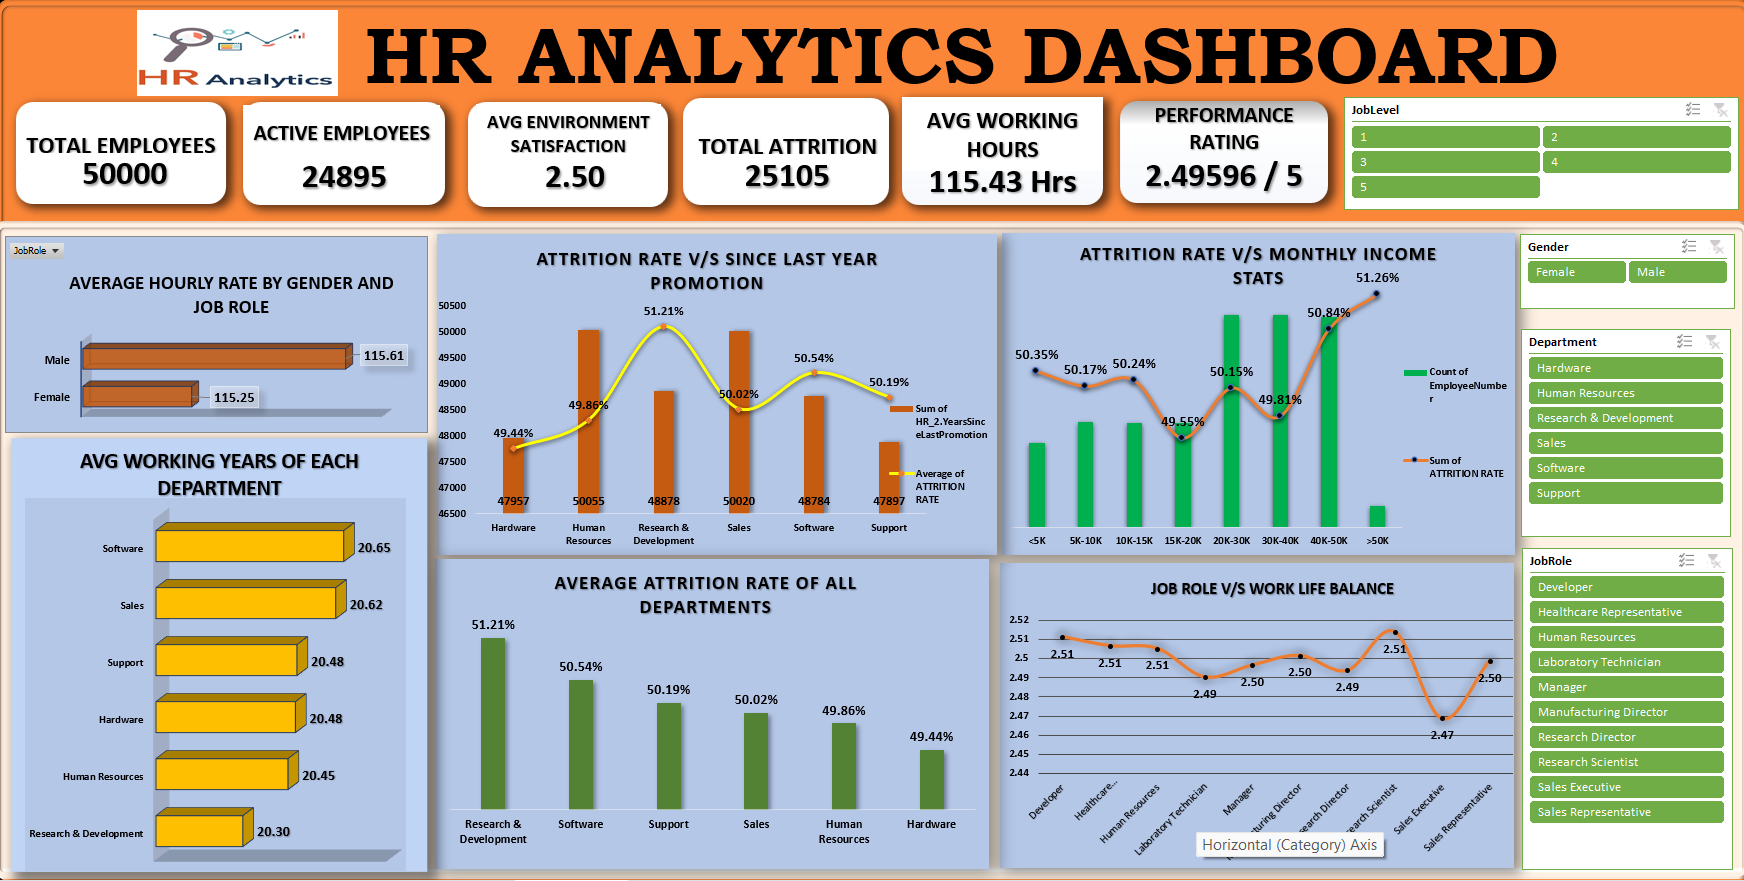 HR Analytics
HR ANALYTICS DASHBOARD
TOTAL EMPLOYEES
50000
ACTIVE EMPLOYEES
24895
AVG ENVIRONMENT
SATISFACTION
2.50
TOTAL ATTRITION
25105
AVG WORKING
HOURS
115.43 Hrs
PERFORMANCE
RATING
2.49596 / 5
JobLevel
1
2
3
4
5
JobRole
AVERAGE HOURLY RATE BY GENDER AND
JOB ROLE
Male
115.61
Female
115.25
AVG WORKING YEARS OF EACH
DEPARTMENT
Software
20.65
Sales
20.62
Support
20.48
Hardware
20.48
Human Resources
20.45
Research & Development
20.30
ATTRITION RATE V/S SINCE LAST YEAR
PROMOTION
50500
50000
49500
49000
48500
48000
47500
47000
46500
49.44%
49.86%
51.21%
50.02%
50.54%
50.19%
47957
50055
48878
50020
48784
47897
Hardware
Human
Resources
Research &
Development
Sales
Software
Support
Sum of
HR_2.YearsSinc
eLastPromotion
Average of
ATTRITION
RATE
AVERAGE ATTRITION RATE OF ALL
DEPARTMENTS
51.21%
50.54%
50.19%
50.02%
49.86%
49.44%
Research &
Development
Software
Support
Sales
Human
Resources
Hardware
ATTRITION RATE V/S MONTHLY INCOME
STATS
50.35%
50.17%
50.24%
49.55%
50.15%
49.81%
50.84%
51.26%
<5K
5K-10K
10K-15K
15K-20K
20K-30K
30K-40K
40K-50K
>50K
Count of
EmployeeNumbe
r
Sum of
ATTRITION RATE
JOB ROLE V/S WORK LIFE BALANCE
2.52
2.51
2.5
2.49
2.48
2.47
2.46
2.45
2.44
2.51
2.51
2.51
2.49
2.50
2.50
2.49
2.51
2.47
2.50
Developer
Healthcare...
Human Resources
Laboratory Technician
Manager
turing Director
search Director
search Scientist
Sales Executive
Sales Representative
Horizontal (Category) Axis
Gender
Female
Male
Department
Hardware
Human Resources
Research & Development
Sales
Software
Support
JobRole
Developer
Healthcare Representative
Human Resources
Laboratory Technician
Manager
Manufacturing Director
Research Director
Research Scientist
Sales Executive
Sales Representative